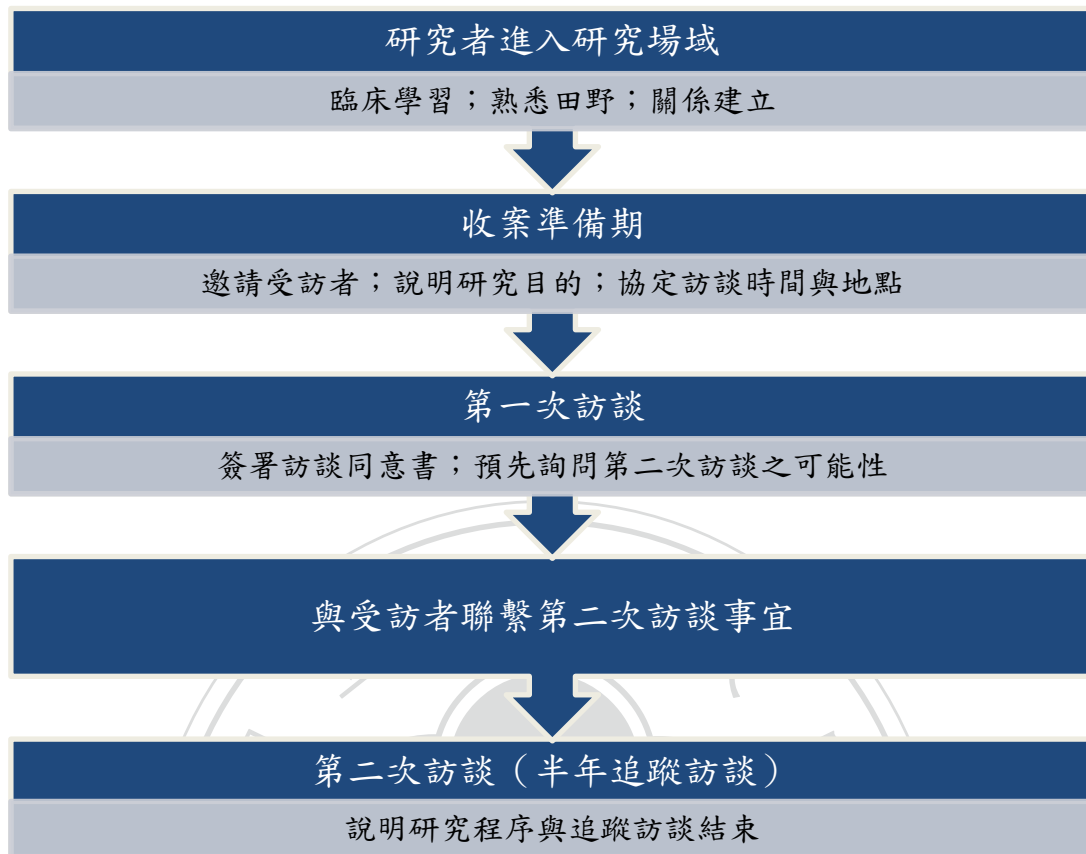 研究者進入研究場域
臨床學習；熟悉田野；關係建立
收案準備期
邀請受訪者；說明研究目的；協定訪談時間與地點
第一次訪談
簽署訪談同意書；預先詢問第二次訪談之可能性
與受訪者聯繫第二次訪談事宜
第二次訪談（半年追蹤訪談）
說明研究程序與追蹤訪談結束